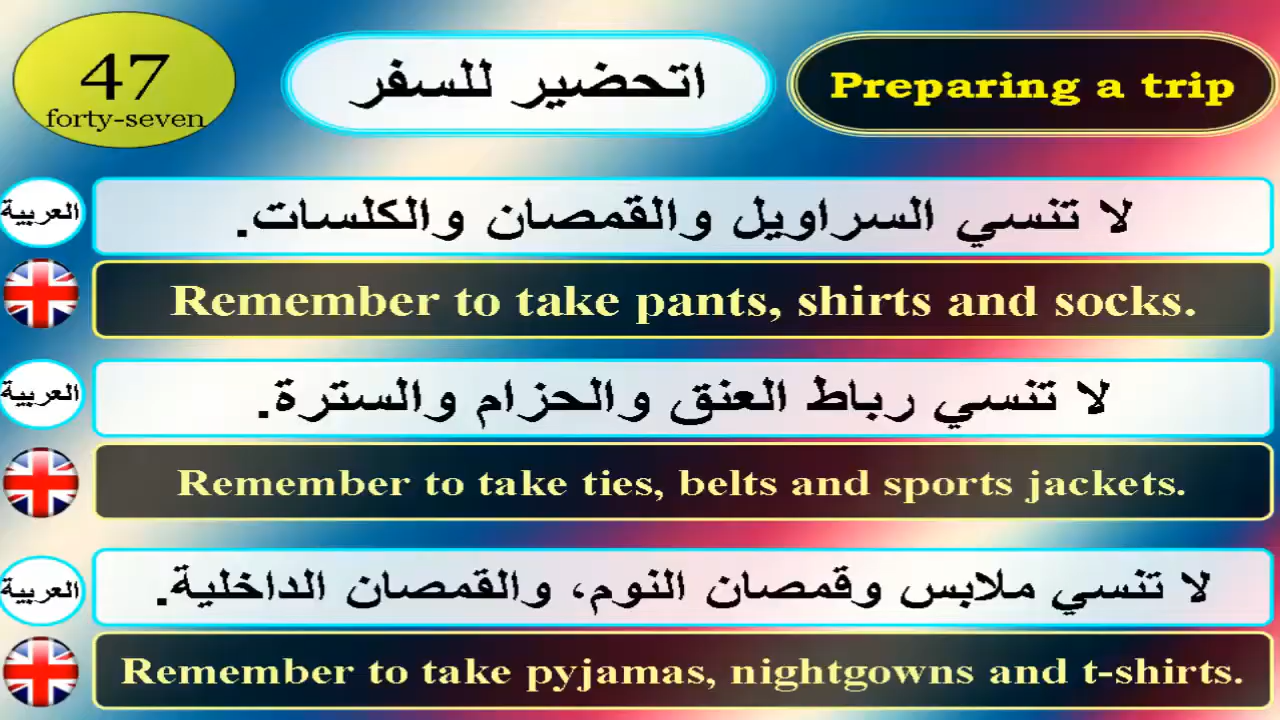 47
forty-seven
اتحضير للسفر
Preparing a trip
العربية
لا تنسي السراويل والقمصان والكلسات.
Remember to take pants, shirts and socks.
العربية
لا تنسي رباط العنق والحزام والسترة.
Remember to take ties, belts and sports jackets.
العربية
لا تنسي ملابس وقمصان النوم، والقمصان الداخلية.
Remember to take pyjamas, nightgowns and t-shirts.